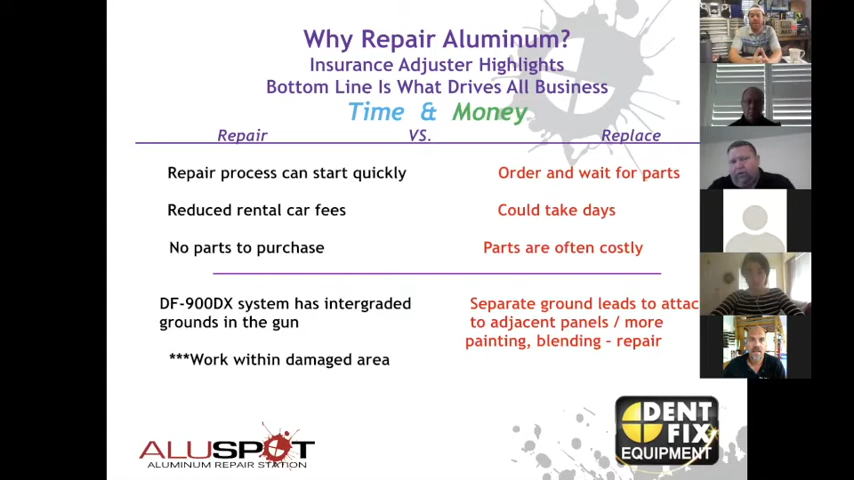 Why Repair Aluminum?
Insurance Adjuster Highlights
Bottom Line Is What Drives All Business
Time & Money
Repair VS. Replace
Repair process can start quickly Order and wait for parts
Reduced rental car fees Could take days
No parts to purchase Parts are often costly
DF-900DX system has intergraded Separate ground leads to attac
grounds in the gun to adjacent panels / more
painting, blending - repair
***Work within damaged area
ALUSPOT
ALUMINUM REPAIR STATION
DENT
FIX
EQUIPMENT